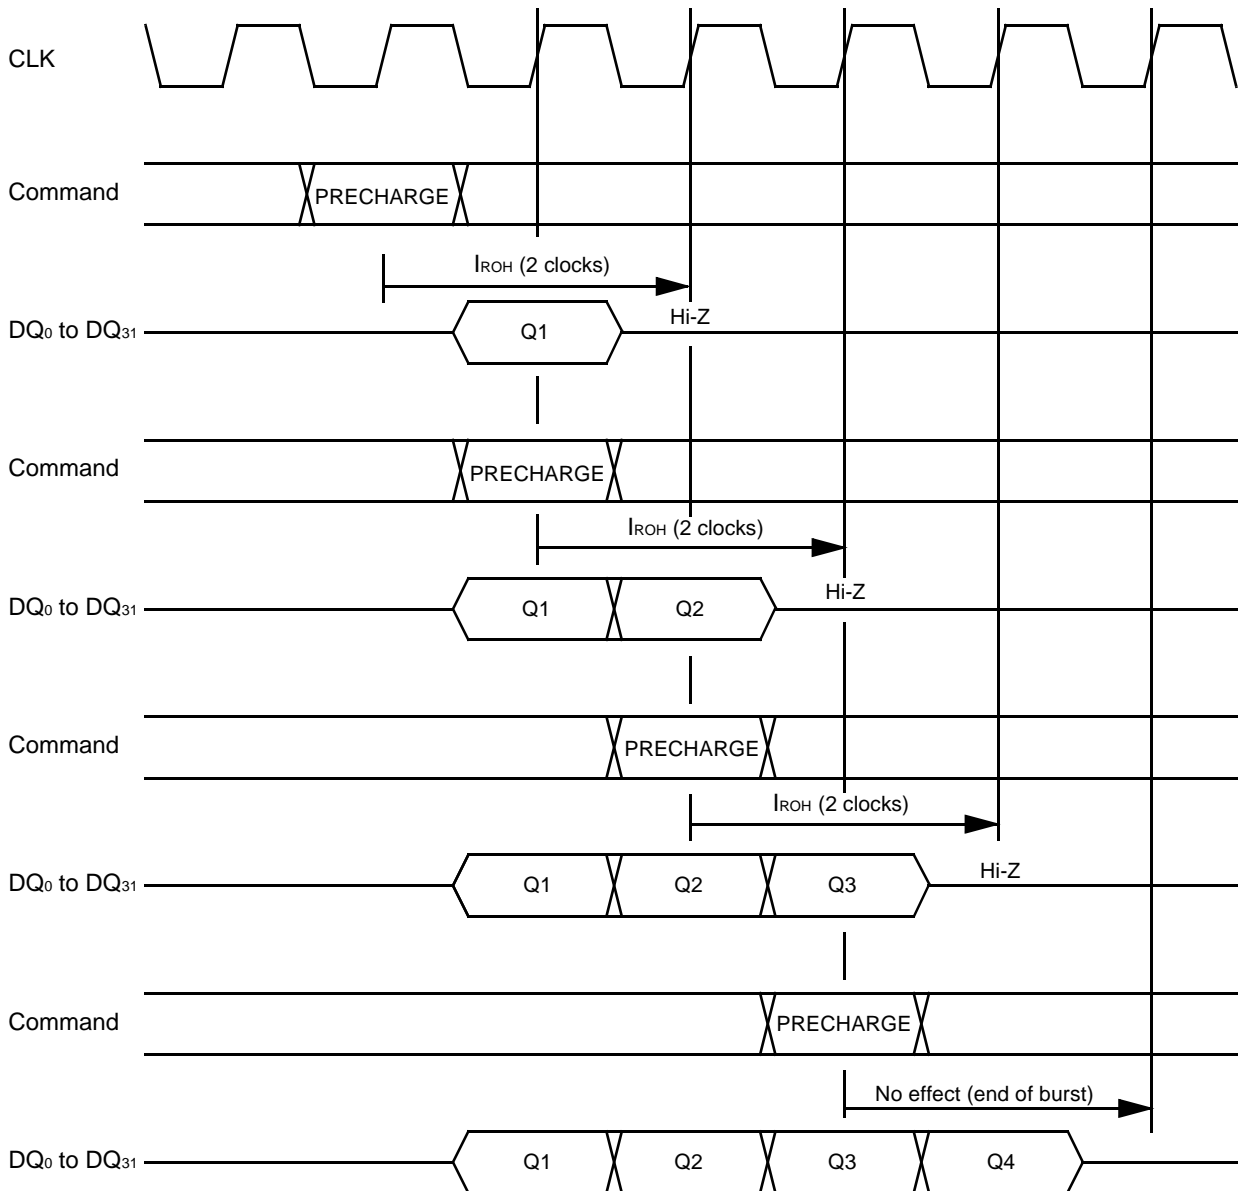 CLK
Command
PRECHARGE
IROH (2 clocks)
DQ0 to DQ31
Q1
Hi-Z
Command
PRECHARGE
IROH (2 clocks)
DQ0 to DQ31
Q1
Q2
Hi-Z
Command
PRECHARGE
IROH (2 clocks)
DQ0 to DQ31
Q1
Q2
Q3
Hi-Z
Command
PRECHARGE
No effect (end of burst)
DQ0 to DQ31
Q1
Q2
Q3
Q4